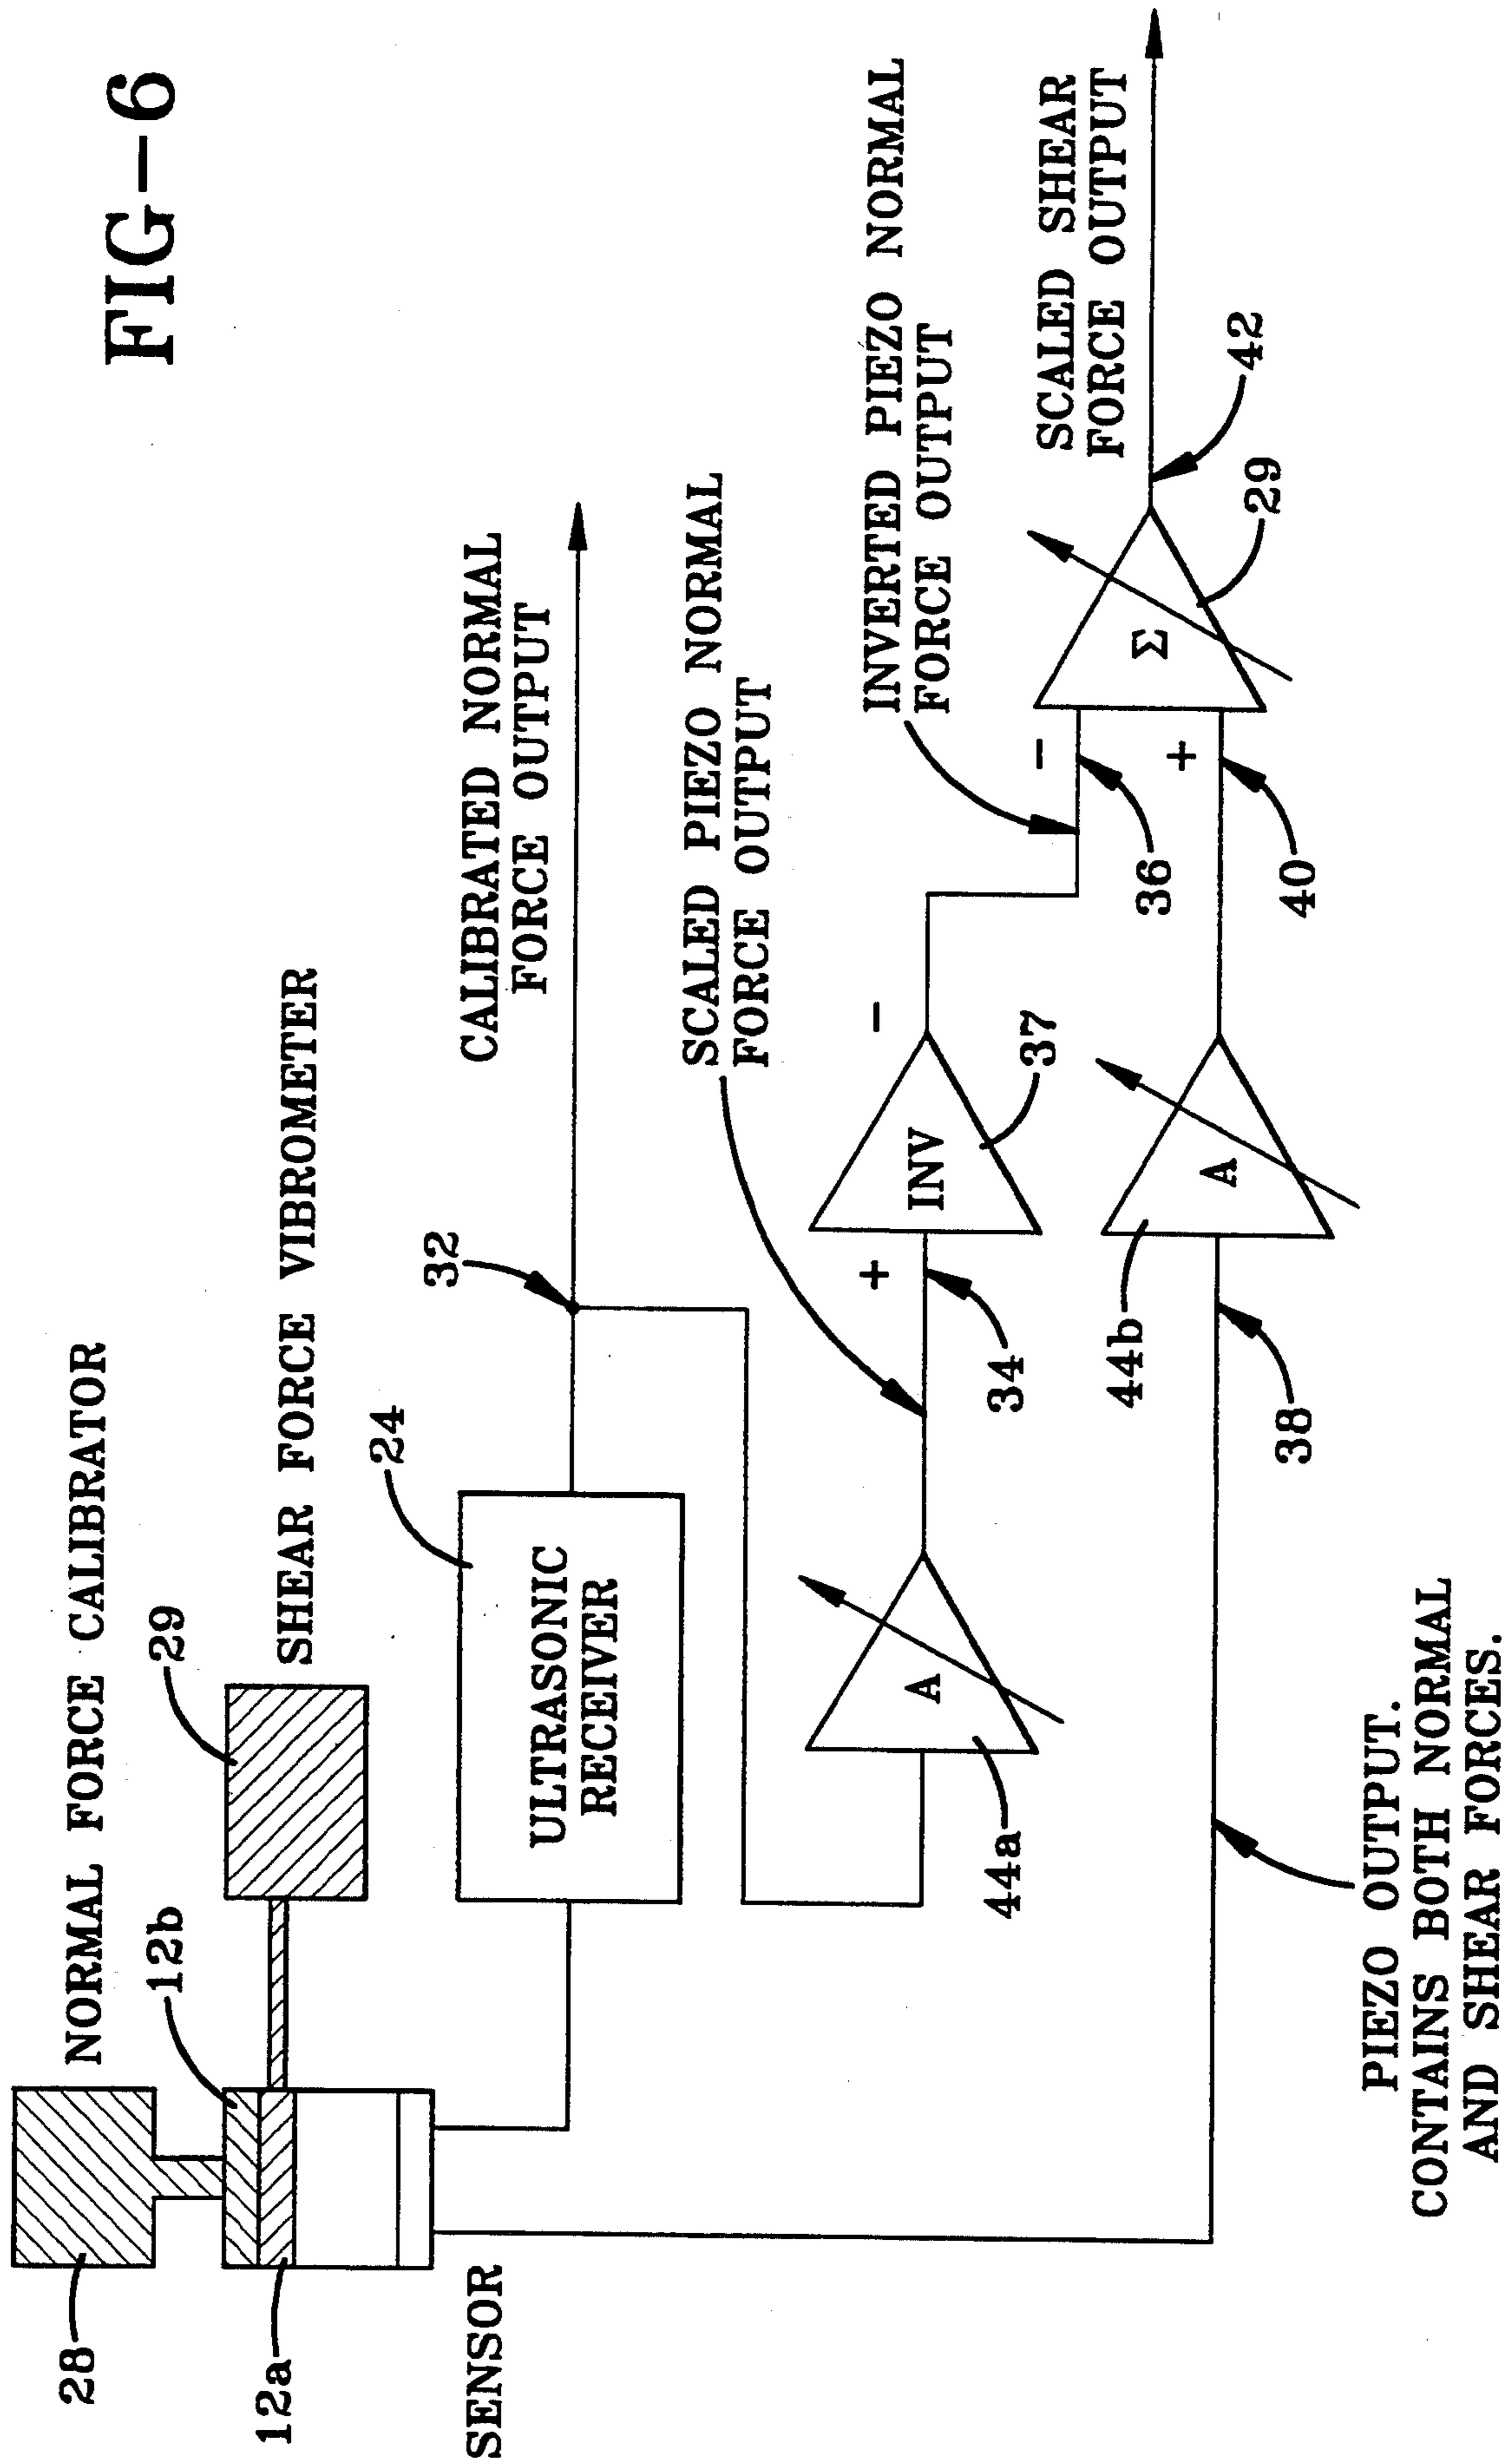 FIG-6
NORMAL FORCE CALIBRATOR
28
12b
29
SHEAR FORCE VIBROMETER
12a
SENSOR
24
ULTRASONIC
RECEIVER
32
CALIBRATED NORMAL
FORCE OUTPUT
SCALED PIEZO NORMAL
FORCE OUTPUT
A
44a
+
34
INV
37
-
INVERTED PIEZO NORMAL
FORCE OUTPUT
-
36
+
40
Σ
29
42
SCALED SHEAR
FORCE OUTPUT
44b
A
38
PIEZO OUTPUT.
CONTAINS BOTH NORMAL
AND SHEAR FORCES.